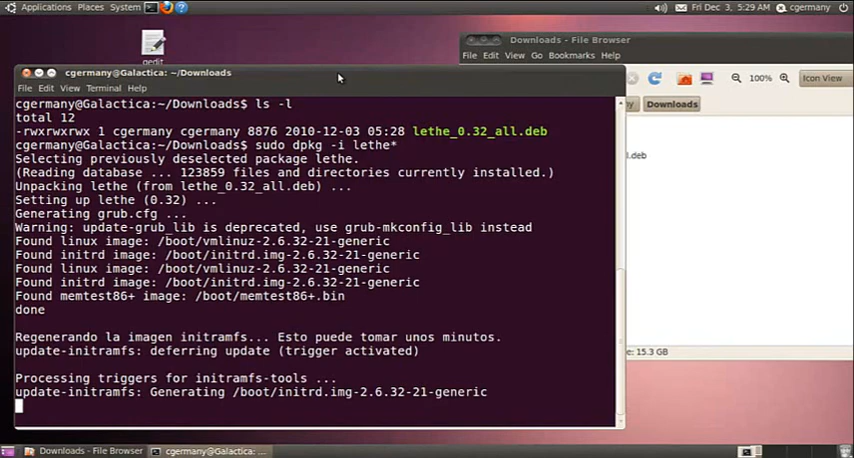 Applications Places System
Fri Dec 3, 5:29 AM cgermany
gedit
Downloads - File Browser
File Edit View Go Bookmarks Help
100% Icon View
Downloads
l.deb
e: 15.3 GB
cgermany@Galactica: ~/Downloads
File Edit View Terminal Help
cgermany@Galactica:~/Downloads$ ls -l
total 12
-rwxrwxrwx 1 cgermany cgermany 8876 2010-12-03 05:28 lethe_0.32_all.deb
cgermany@Galactica:~/Downloads$ sudo dpkg -i lethe*
Selecting previously deselected package lethe.
(Reading database ... 123859 files and directories currently installed.)
Unpacking lethe (from lethe_0.32_all.deb) ...
Setting up lethe (0.32) ...
Generating grub.cfg ...
Warning: update-grub_lib is deprecated, use grub-mkconfig_lib instead
Found linux image: /boot/vmlinuz-2.6.32-21-generic
Found initrd image: /boot/initrd.img-2.6.32-21-generic
Found linux image: /boot/vmlinuz-2.6.32-21-generic
Found initrd image: /boot/initrd.img-2.6.32-21-generic
Found memtest86+ image: /boot/memtest86+.bin
done
Regenerando la imagen initramfs... Esto puede tomar unos minutos.
update-initramfs: deferring update (trigger activated)
Processing triggers for initramfs-tools ...
update-initramfs: Generating /boot/initrd.img-2.6.32-21-generic
Downloads - File Browser
cgermany@Galactica: ...